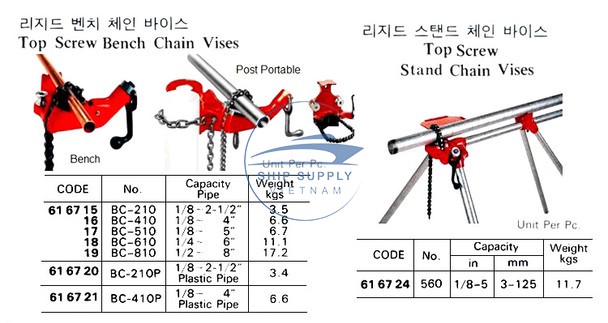 리지드 벤치 체인 바이스
Top Screw Bench Chain Vises
Post Portable
Bench
Unit Per Pc.
SHIP SUPPLY
VIETNAM
CODE No. Capacity Pipe Weight kgs
61 67 15 BC-210 1/8~2-1/2" 3.5
16 BC-410 1/8~ 4" 6.6
17 BC-510 1/8~ 5" 6.7
18 BC-610 1/4~ 6" 11.1
19 BC-810 1/2~ 8" 17.2
61 67 20 BC-210P 1/8~2-1/2" Plastic Pipe 3.4
61 67 21 BC-410P 1/8~ 4" Plastic Pipe 6.6
리지드 스탠드 체인 바이스
Top Screw
Stand Chain Vises
Unit Per Pc.
CODE No. Capacity Weight kgs
in mm
61 67 24 560 1/8-5 3-125 11.7